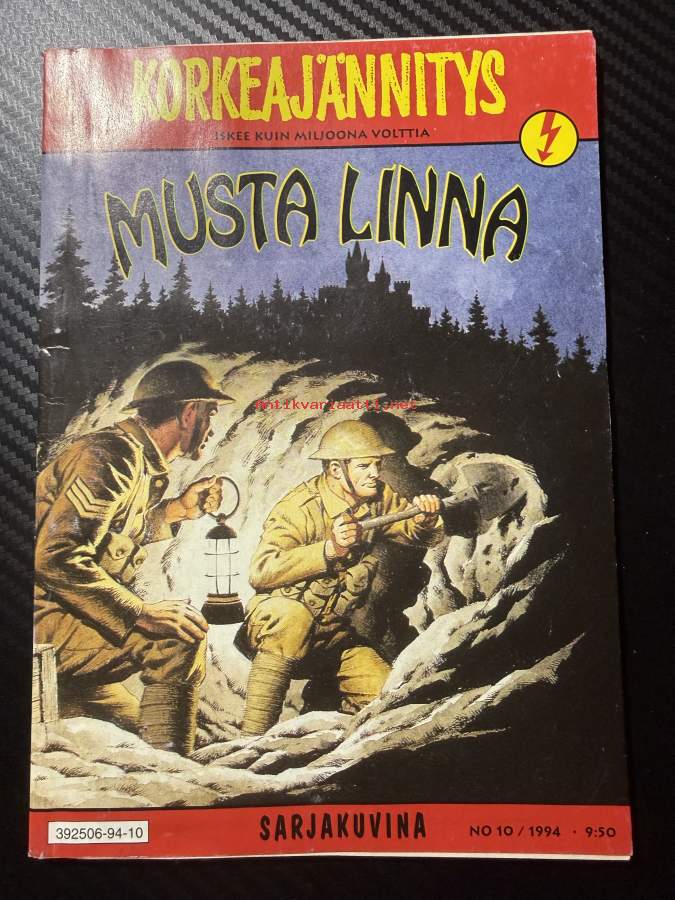 KORKEAJÄNNITYS
ISKEE KUIN MILJOONA VOLTTIA
MUSTA LINNA
Antikvariaatti.net
392506-94-10
SARJAKUVINA
NO 10 / 1994 · 9:50